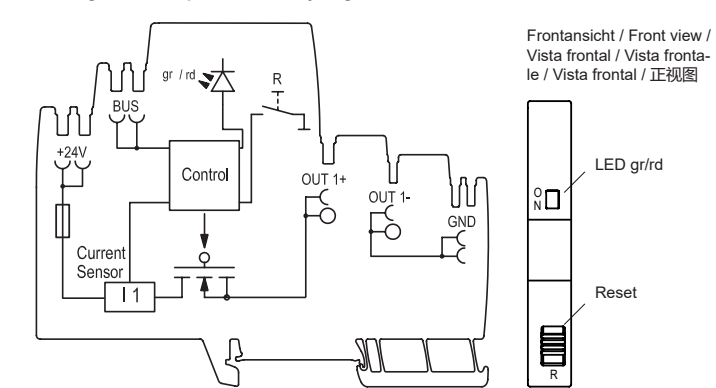 Frontansicht / Front view /
Vista frontal / Vista fronta-
le / Vista frontal / 正视图
gr / rd
R
BUS
+24V
Control
OUT 1+
OUT 1-
GND
Current
Sensor
I 1
LED gr/rd
O
N
Reset
R